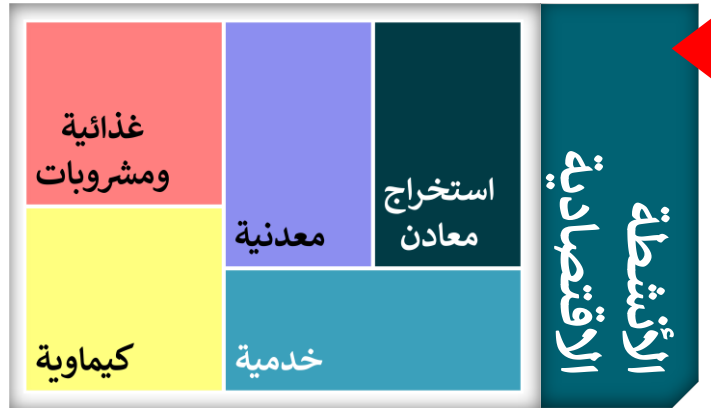 الأنشطة
الاقتصادية
استخراج
معادن
معدنية
غذائية
ومشروبات
خدمية
كيماوية